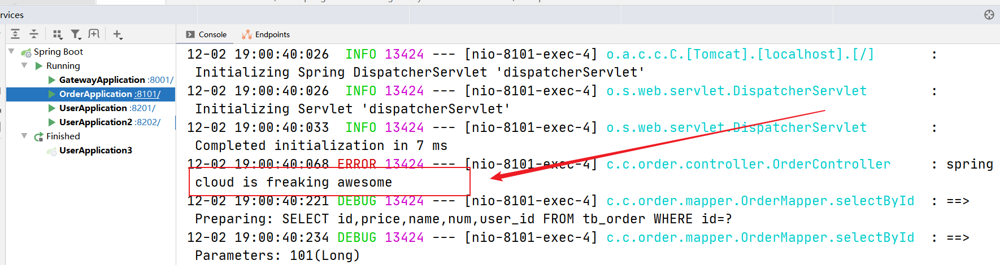 rvices
Console
Endpoints
Spring Boot
Running
GatewayApplication :8001/
OrderApplication :8101/
UserApplication :8201/
UserApplication2 :8202/
Finished
UserApplication3
12-02 19:00:40:026  INFO 13424 --- [nio-8101-exec-4] o.a.c.c.C.[Tomcat].[localhost].[/]       :
Initializing Spring DispatcherServlet 'dispatcherServlet'
12-02 19:00:40:026  INFO 13424 --- [nio-8101-exec-4] o.s.web.servlet.DispatcherServlet        :
Initializing Servlet 'dispatcherServlet'
12-02 19:00:40:033  INFO 13424 --- [nio-8101-exec-4] o.s.web.servlet.DispatcherServlet        :
Completed initialization in 7 ms
12-02 19:00:40:068 ERROR 13424 --- [nio-8101-exec-4] c.c.order.controller.OrderController     : spring
cloud is freaking awesome
12-02 19:00:40:221 DEBUG 13424 --- [nio-8101-exec-4] c.c.order.mapper.OrderMapper.selectById  : ==>
Preparing: SELECT id,price,name,num,user_id FROM tb_order WHERE id=?
12-02 19:00:40:234 DEBUG 13424 --- [nio-8101-exec-4] c.c.order.mapper.OrderMapper.selectById  : ==>
Parameters: 101(Long)